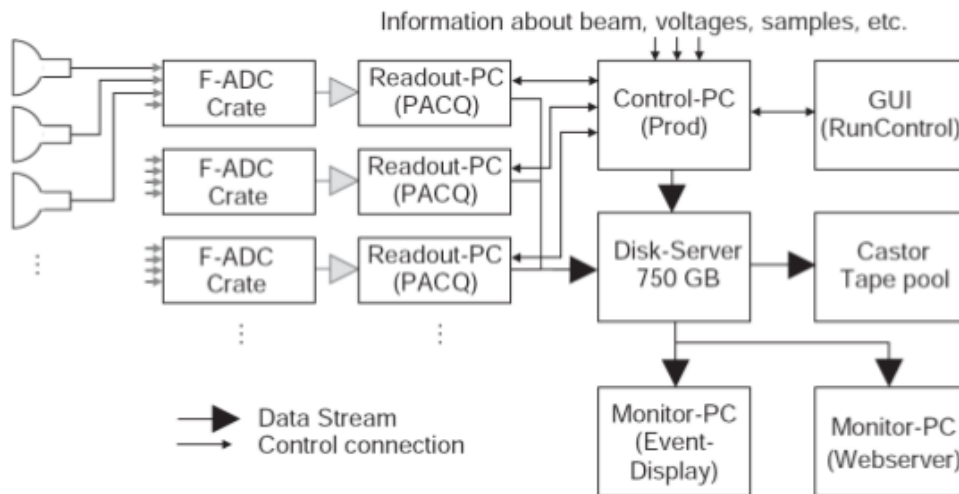 Information about beam, voltages, samples, etc.
F-ADC
Crate
Readout-PC
(PACQ)
Control-PC
(Prod)
GUI
(RunControl)
F-ADC
Crate
Readout-PC
(PACQ)
F-ADC
Crate
Readout-PC
(PACQ)
Disk-Server
750 GB
Castor
Tape pool
Data Stream
Control connection
Monitor-PC
(Event-
Display)
Monitor-PC
(Webserver)